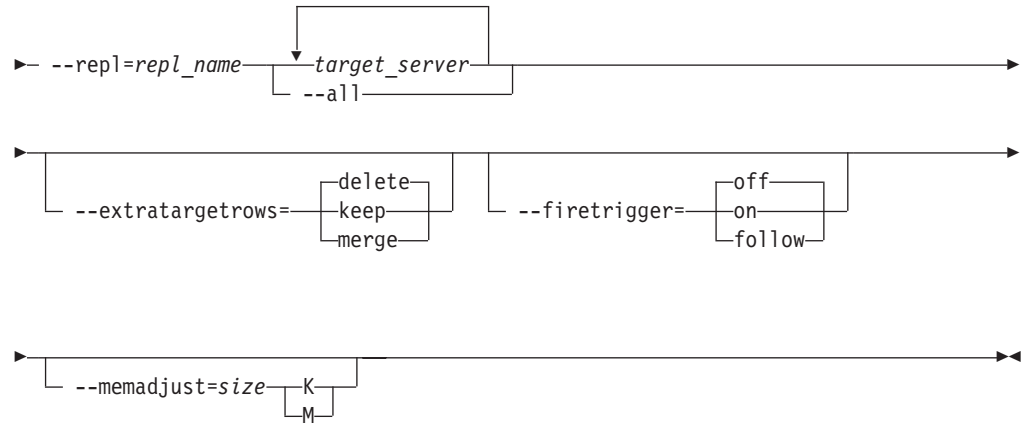 --repl=repl_name target_server
--all
--extratargetrows= delete
keep
merge
--firetrigger= off
on
follow
--memadjust=size K
M